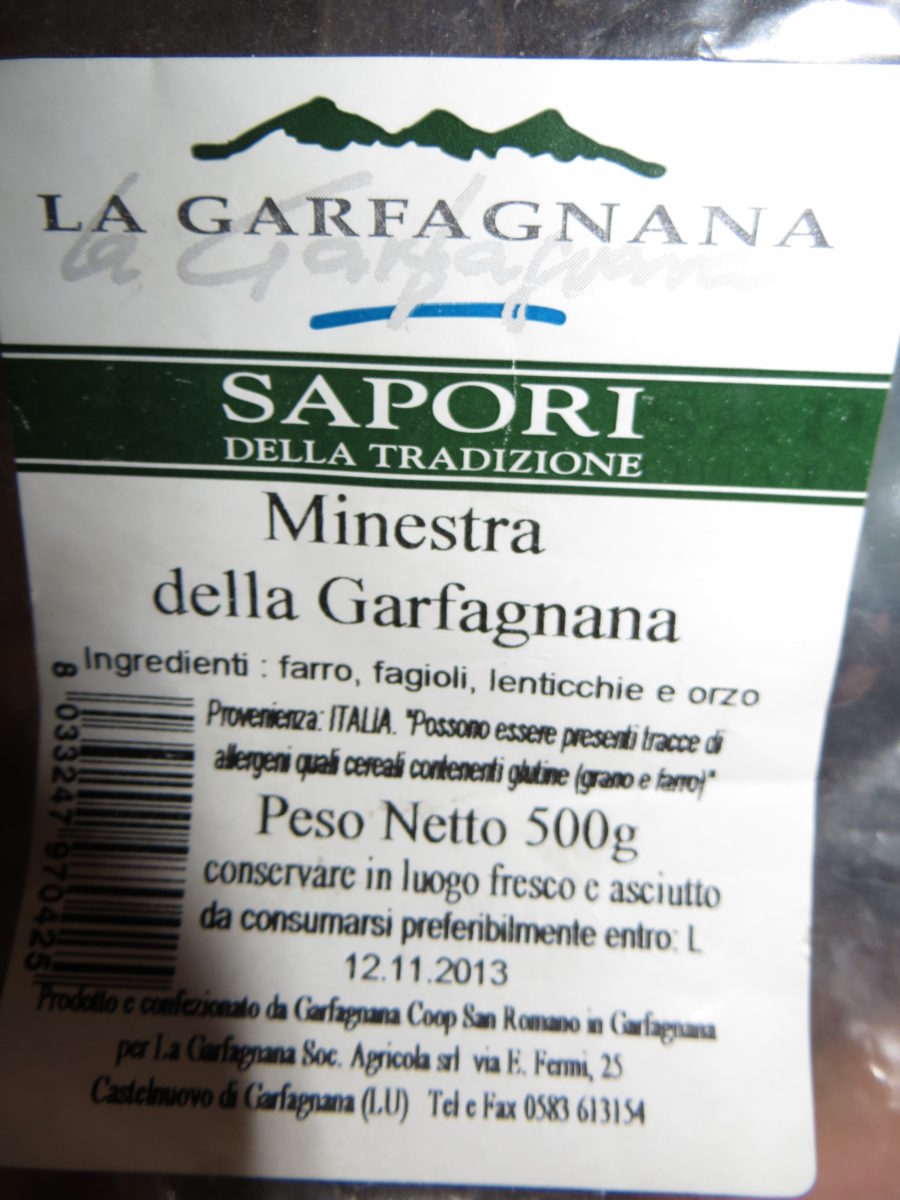 LA GARFAGNANA
la Garfagnana
SAPORI
DELLA TRADIZIONE
Minestra
della Garfagnana
Ingredienti : farro, fagioli, lenticchie e orzo
Provenienza: ITALIA. "Possono essere presenti tracce di
allergeni quali cereali contenenti glutine (grano e farro)"
Peso Netto 500g
conservare in luogo fresco e asciutto
da consumarsi preferibilmente entro: L
12.11.2013
Prodotto e confezionato da Garfagnana Coop San Romano in Garfagnana
per La Garfagnana Soc. Agricola srl via E. Fermi, 25
Castelnuovo di Garfagnana (LU) Tel e Fax 0583 613154
8 033247 970425